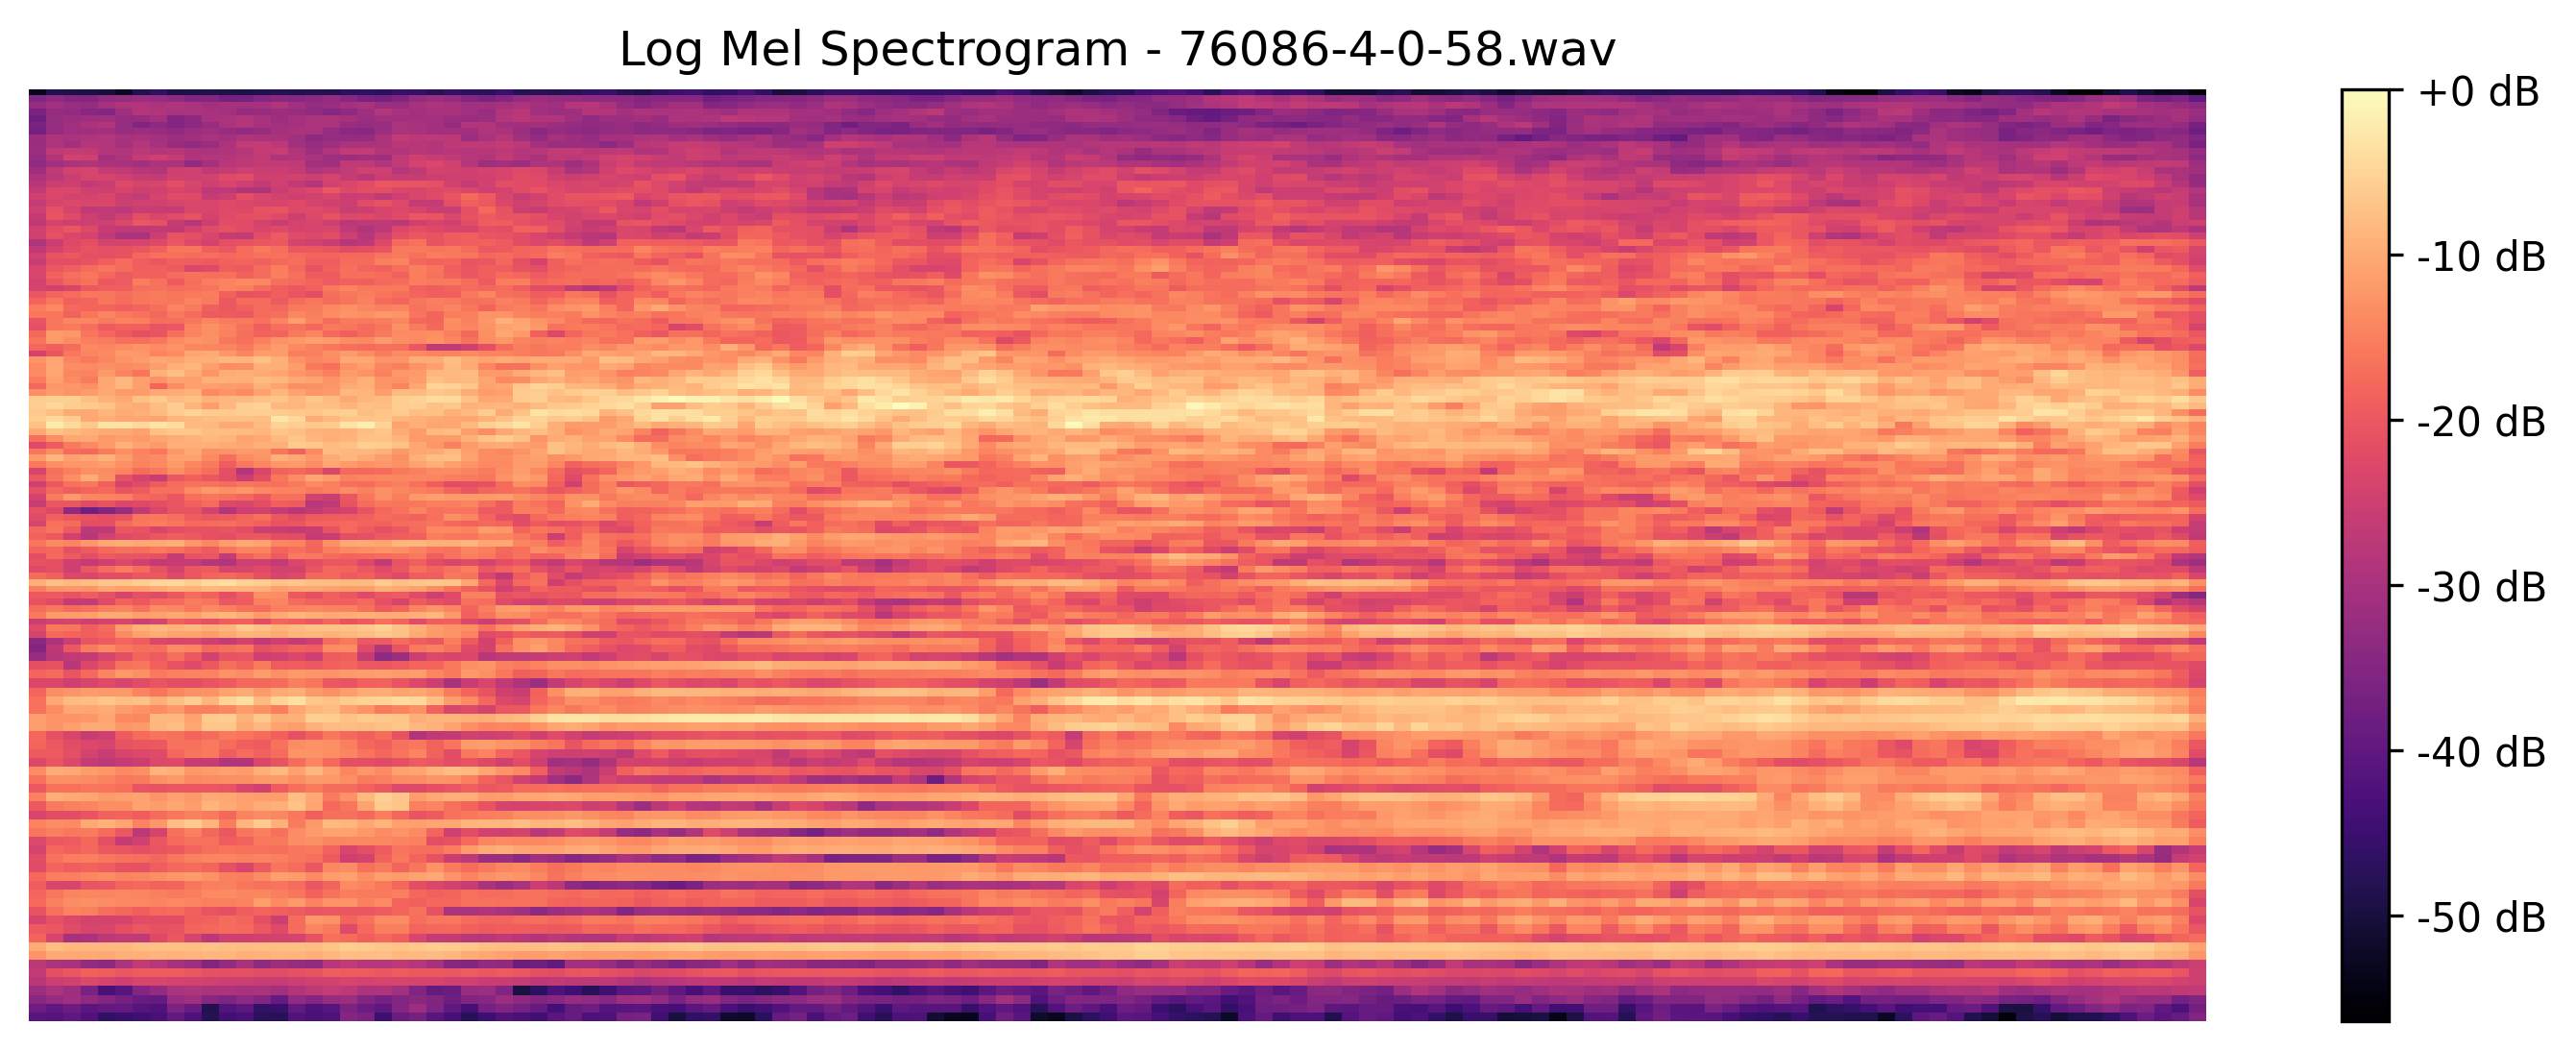 Log Mel Spectrogram - 76086-4-0-58.wav
+0 dB
-10 dB
-20 dB
-30 dB
-40 dB
-50 dB